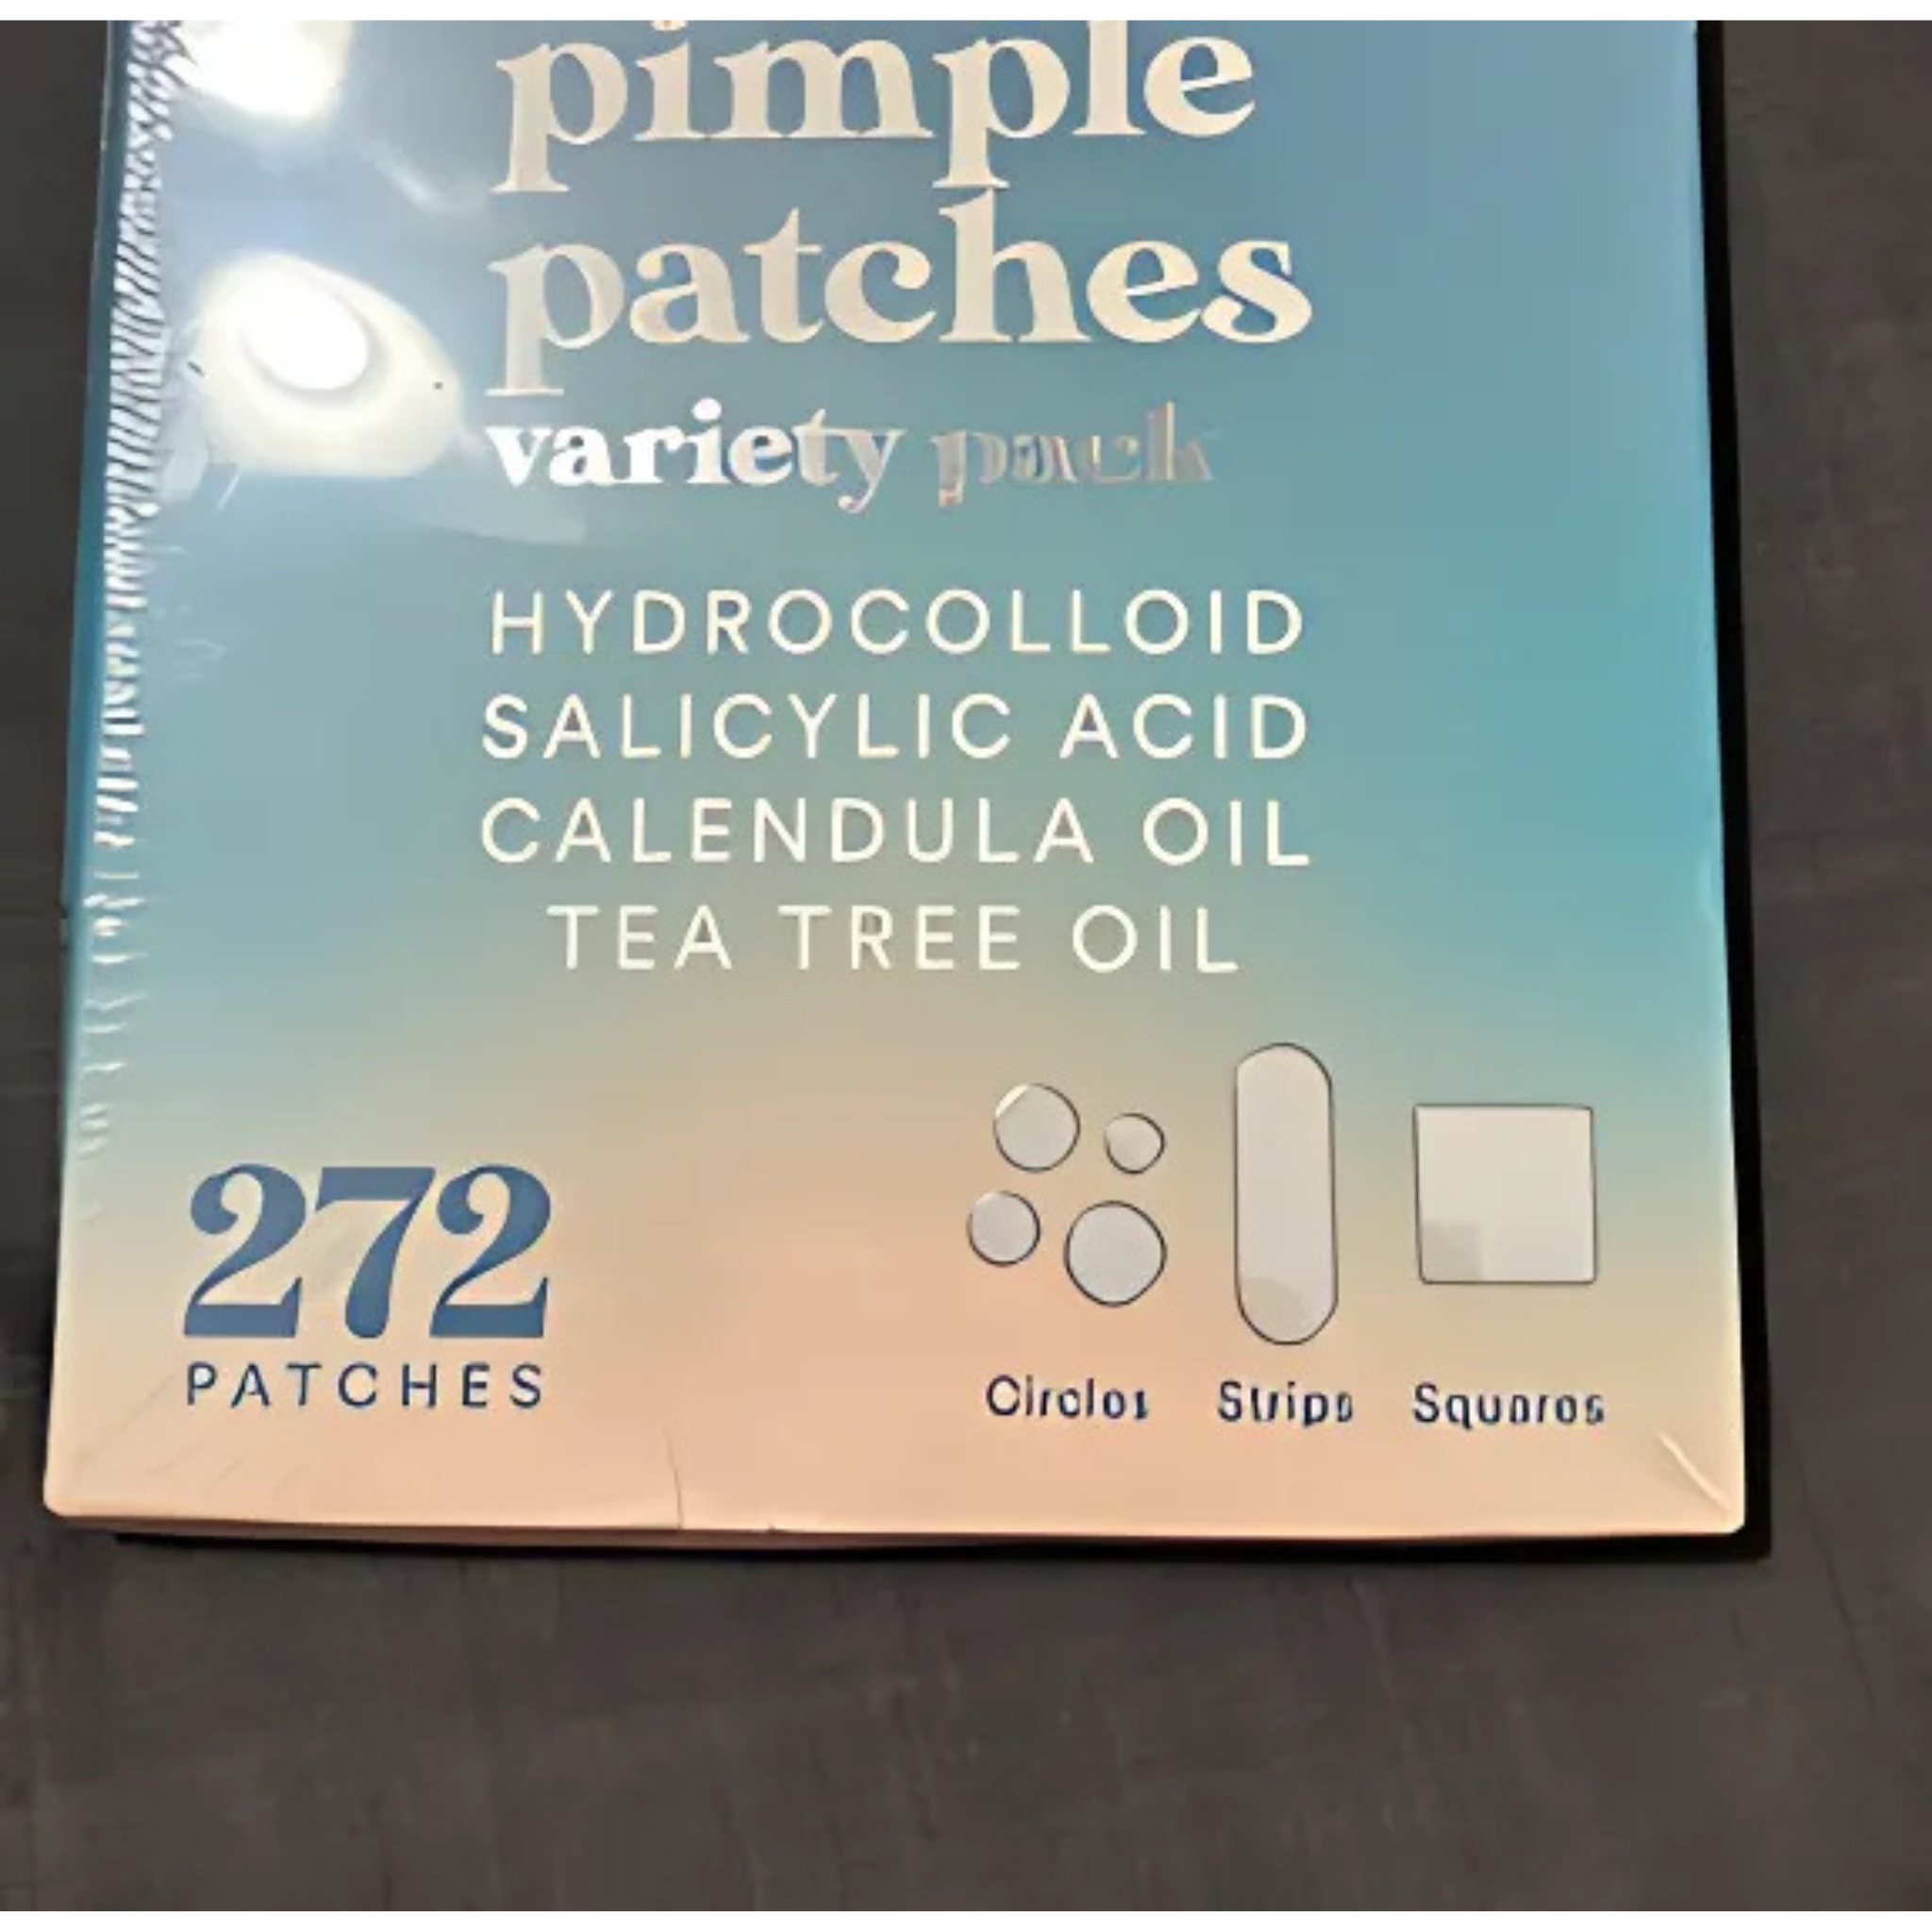 pimple
patches
variety pack
HYDROCOLLOID
SALICYLIC ACID
CALENDULA OIL
TEA TREE OIL
272
PATCHES
Circles Strips Squares